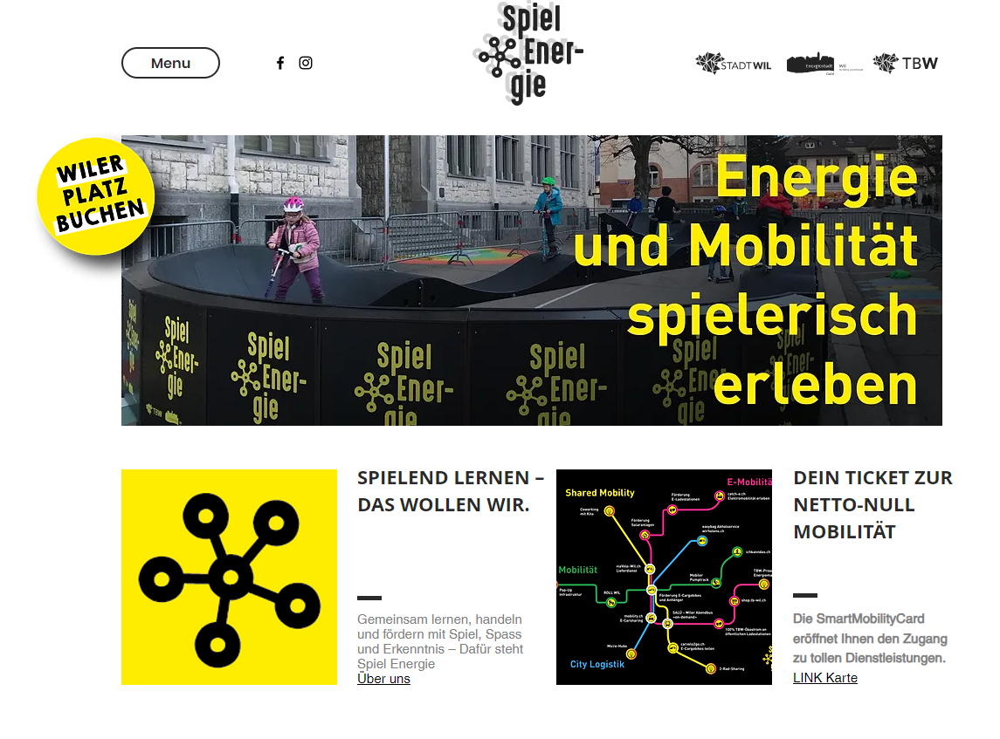 Menu
Spiel
Ener-
gie
STADTWIL
Energiestadt
Gold
TBW
WILER
PLATZ
BUCHEN
Energie
und Mobilität
spielerisch
erleben
Spiel
Ener-
gie
Spiel
Ener-
gie
Spiel
Ener-
gie
Spiel
Ener-
gie
Spiel
Ener-
gie
TBW
SPIELEND LERNEN –
DAS WOLLEN WIR.
Gemeinsam lernen, handeln
und fördern mit Spiel, Spass
und Erkenntnis – Dafür steht
Spiel Energie
Über uns
E-Mobilitä
Shared Mobility
Förderung
E-Ladestationen
catch-e.ch
Elektromobilität erleben
Coworking
mit Kita
Förderung
Solaranlagen
easybag Abholservice
wirholens.ch
ichkanndas.ch
Mobilität
viaVelo-Wil.ch
Lieferdienst
Mobiler
Pumptrack
TBW-Prou
Energiema
Pop-Up
Infrastruktur
ROLL WIL
Förderung E-Cargobikes
und Anhänger
shop.tb-wil.ch
mobility.ch
E-Carsharing
SALÜ – Wiler Abendbus
«on-demand»
100% TBW-Ökostrom an
öffentlichen Ladestationen
Micro-Hubs
carvelo2go.ch
E-Cargobikes teilen
City Logistik
2-Rad-Sharing
DEIN TICKET ZUR
NETTO-NULL
MOBILITÄT
Die SmartMobilityCard
eröffnet Ihnen den Zugang
zu tollen Dienstleistungen.
LINK Karte